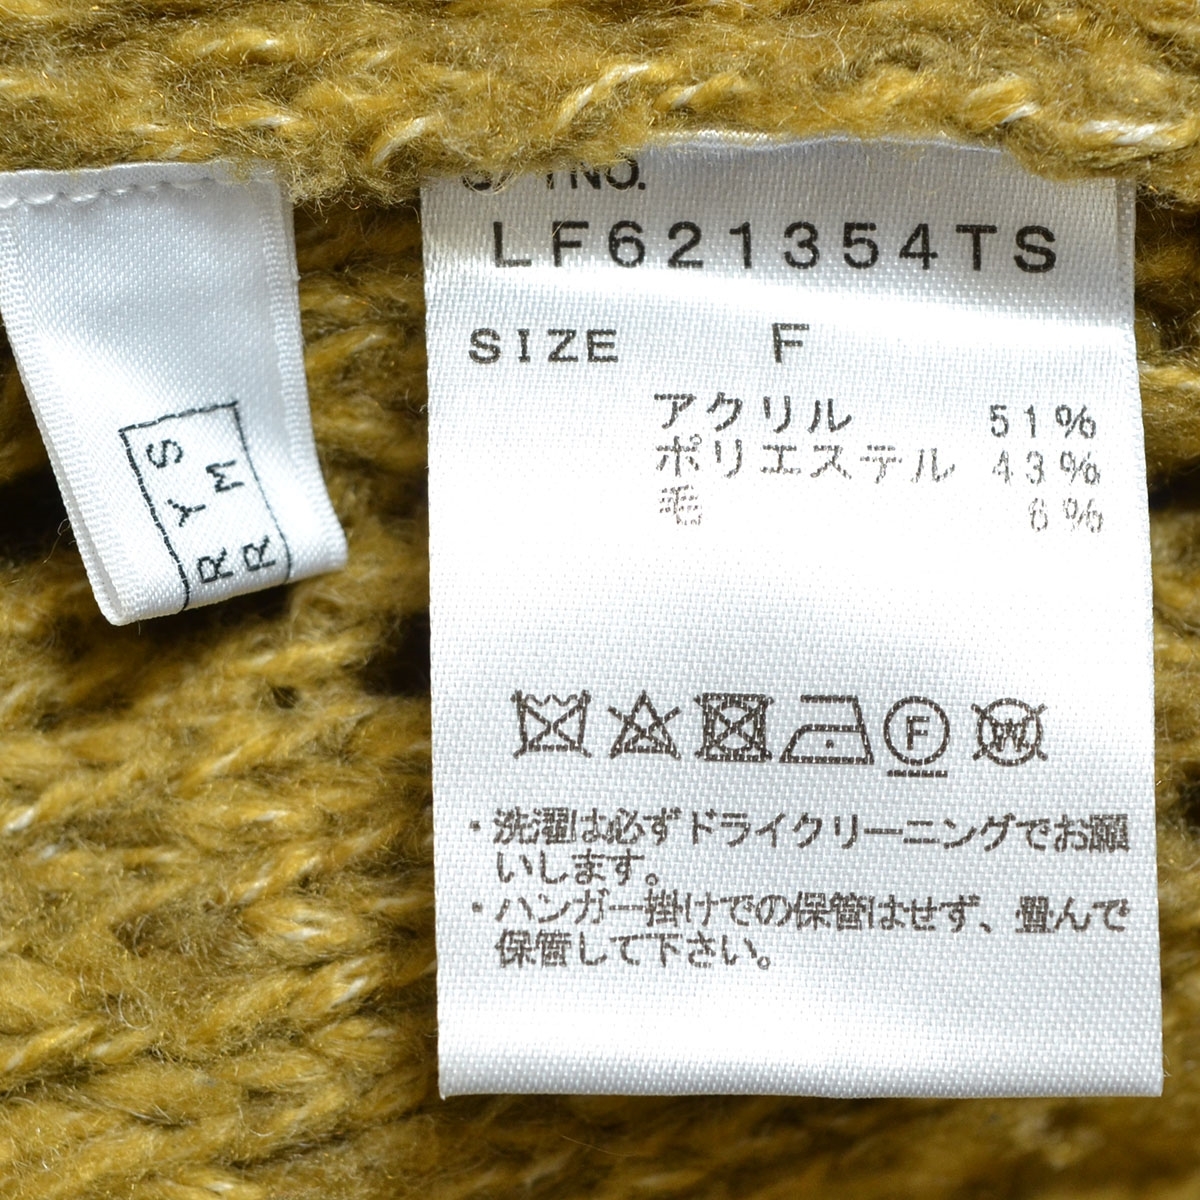 LF621354TS
SIZE F
アクリル 51%
ポリエステル 43%
毛 6%
F
W
・洗濯は必ずドライクリーニングでお願
いします。
・ハンガー掛けでの保管はせず、畳んで
保管して下さい。
RYS
RM